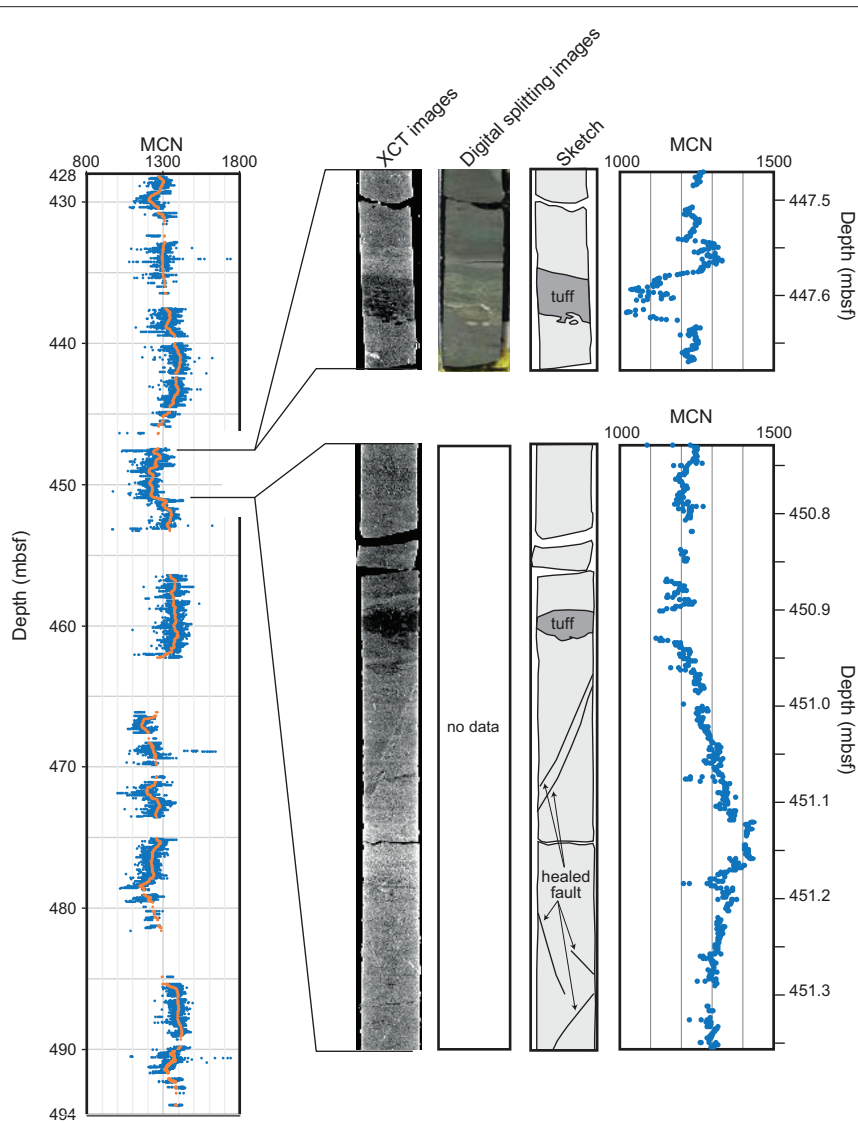 XCT images
Digital splitting images
Sketch
MCN
800 1300 1800
428
430
440
450
460
470
480
490
494
Depth (mbsf)
MCN
1000 1500
447.5
447.6
Depth (mbsf)
tuff
MCN
1000 1500
450.8
450.9
451.0
451.1
451.2
451.3
Depth (mbsf)
tuff
no data
healed
fault